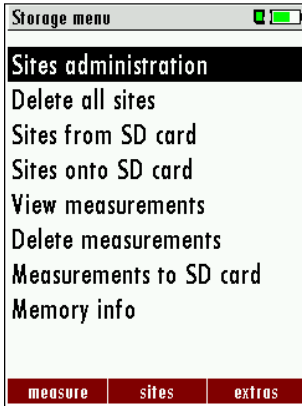 Storage menu
Sites administration
Delete all sites
Sites from SD card
Sites onto SD card
View measurements
Delete measurements
Measurements to SD card
Memory info
measure sites extras